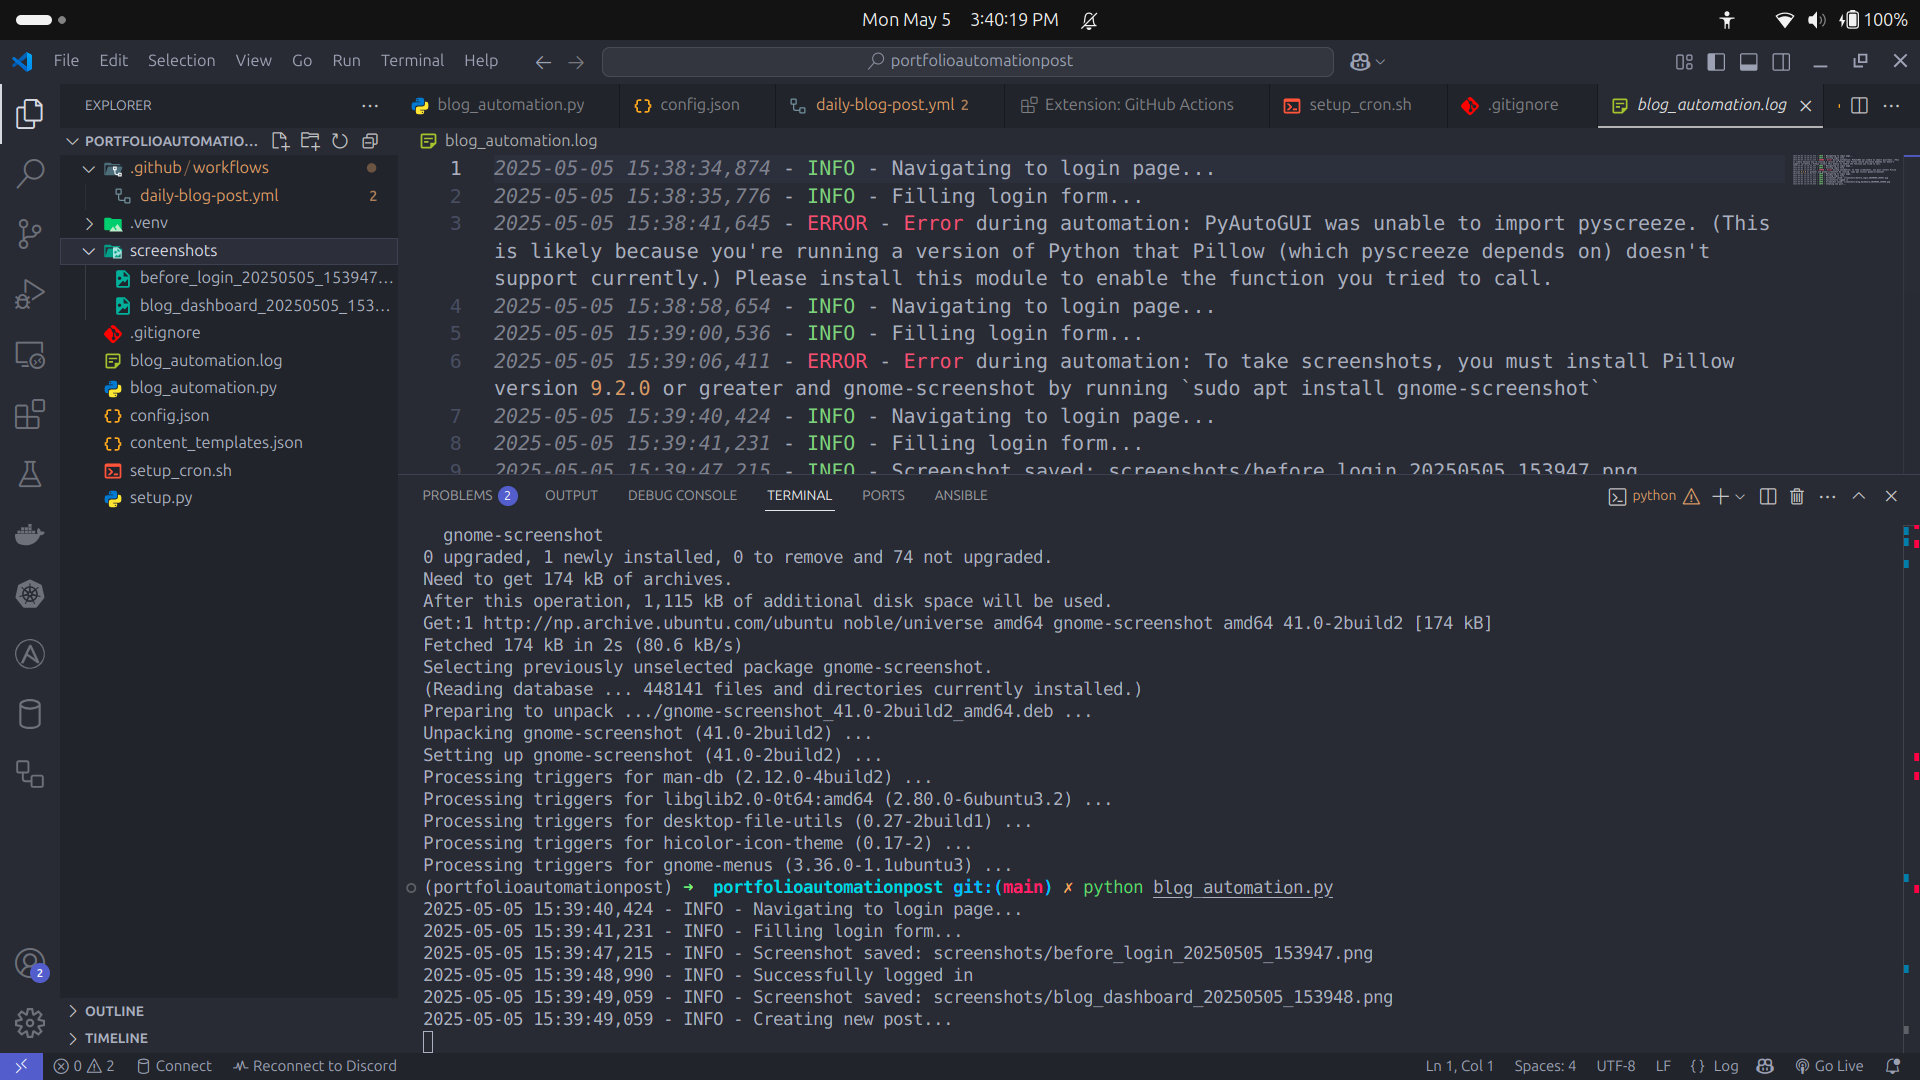 Mon May 5 3:40:19 PM
100%
File Edit Selection View Go Run Terminal Help
portfolioautomationpost
EXPLORER
blog_automation.py
config.json
daily-blog-post.yml 2
Extension: GitHub Actions
setup_cron.sh
.gitignore
blog_automation.log
PORTFOLIOAUTOMATIO...
.github/workflows
daily-blog-post.yml 2
.venv
screenshots
before_login_20250505_153947...
blog_dashboard_20250505_153...
.gitignore
blog_automation.log
blog_automation.py
config.json
content_templates.json
setup_cron.sh
setup.py
OUTLINE
TIMELINE
blog_automation.log
1 2025-05-05 15:38:34,874 - INFO - Navigating to login page...
2 2025-05-05 15:38:35,776 - INFO - Filling login form...
3 2025-05-05 15:38:41,645 - ERROR - Error during automation: PyAutoGUI was unable to import pyscreeze. (This
is likely because you're running a version of Python that Pillow (which pyscreeze depends on) doesn't
support currently.) Please install this module to enable the function you tried to call.
4 2025-05-05 15:38:58,654 - INFO - Navigating to login page...
5 2025-05-05 15:39:00,536 - INFO - Filling login form...
6 2025-05-05 15:39:06,411 - ERROR - Error during automation: To take screenshots, you must install Pillow
version 9.2.0 or greater and gnome-screenshot by running `sudo apt install gnome-screenshot`
7 2025-05-05 15:39:40,424 - INFO - Navigating to login page...
8 2025-05-05 15:39:41,231 - INFO - Filling login form...
9 2025-05-05 15:39:47,215 - INFO - Screenshot saved: screenshots/before_login_20250505_153947.png
PROBLEMS 2 OUTPUT DEBUG CONSOLE TERMINAL PORTS ANSIBLE
python
gnome-screenshot
0 upgraded, 1 newly installed, 0 to remove and 74 not upgraded.
Need to get 174 kB of archives.
After this operation, 1,115 kB of additional disk space will be used.
Get:1 http://np.archive.ubuntu.com/ubuntu noble/universe amd64 gnome-screenshot amd64 41.0-2build2 [174 kB]
Fetched 174 kB in 2s (80.6 kB/s)
Selecting previously unselected package gnome-screenshot.
(Reading database ... 448141 files and directories currently installed.)
Preparing to unpack .../gnome-screenshot_41.0-2build2_amd64.deb ...
Unpacking gnome-screenshot (41.0-2build2) ...
Setting up gnome-screenshot (41.0-2build2) ...
Processing triggers for man-db (2.12.0-4build2) ...
Processing triggers for libglib2.0-0t64:amd64 (2.80.0-6ubuntu3.2) ...
Processing triggers for desktop-file-utils (0.27-2build1) ...
Processing triggers for hicolor-icon-theme (0.17-2) ...
Processing triggers for gnome-menus (3.36.0-1.1ubuntu3) ...
(portfolioautomationpost) ➜ portfolioautomationpost git:(main) ✗ python blog_automation.py
2025-05-05 15:39:40,424 - INFO - Navigating to login page...
2025-05-05 15:39:41,231 - INFO - Filling login form...
2025-05-05 15:39:47,215 - INFO - Screenshot saved: screenshots/before_login_20250505_153947.png
2025-05-05 15:39:48,990 - INFO - Successfully logged in
2025-05-05 15:39:49,059 - INFO - Screenshot saved: screenshots/blog_dashboard_20250505_153948.png
2025-05-05 15:39:49,059 - INFO - Creating new post...
2
0 2 Connect Reconnect to Discord
Ln 1, Col 1 Spaces: 4 UTF-8 LF {} Log Go Live